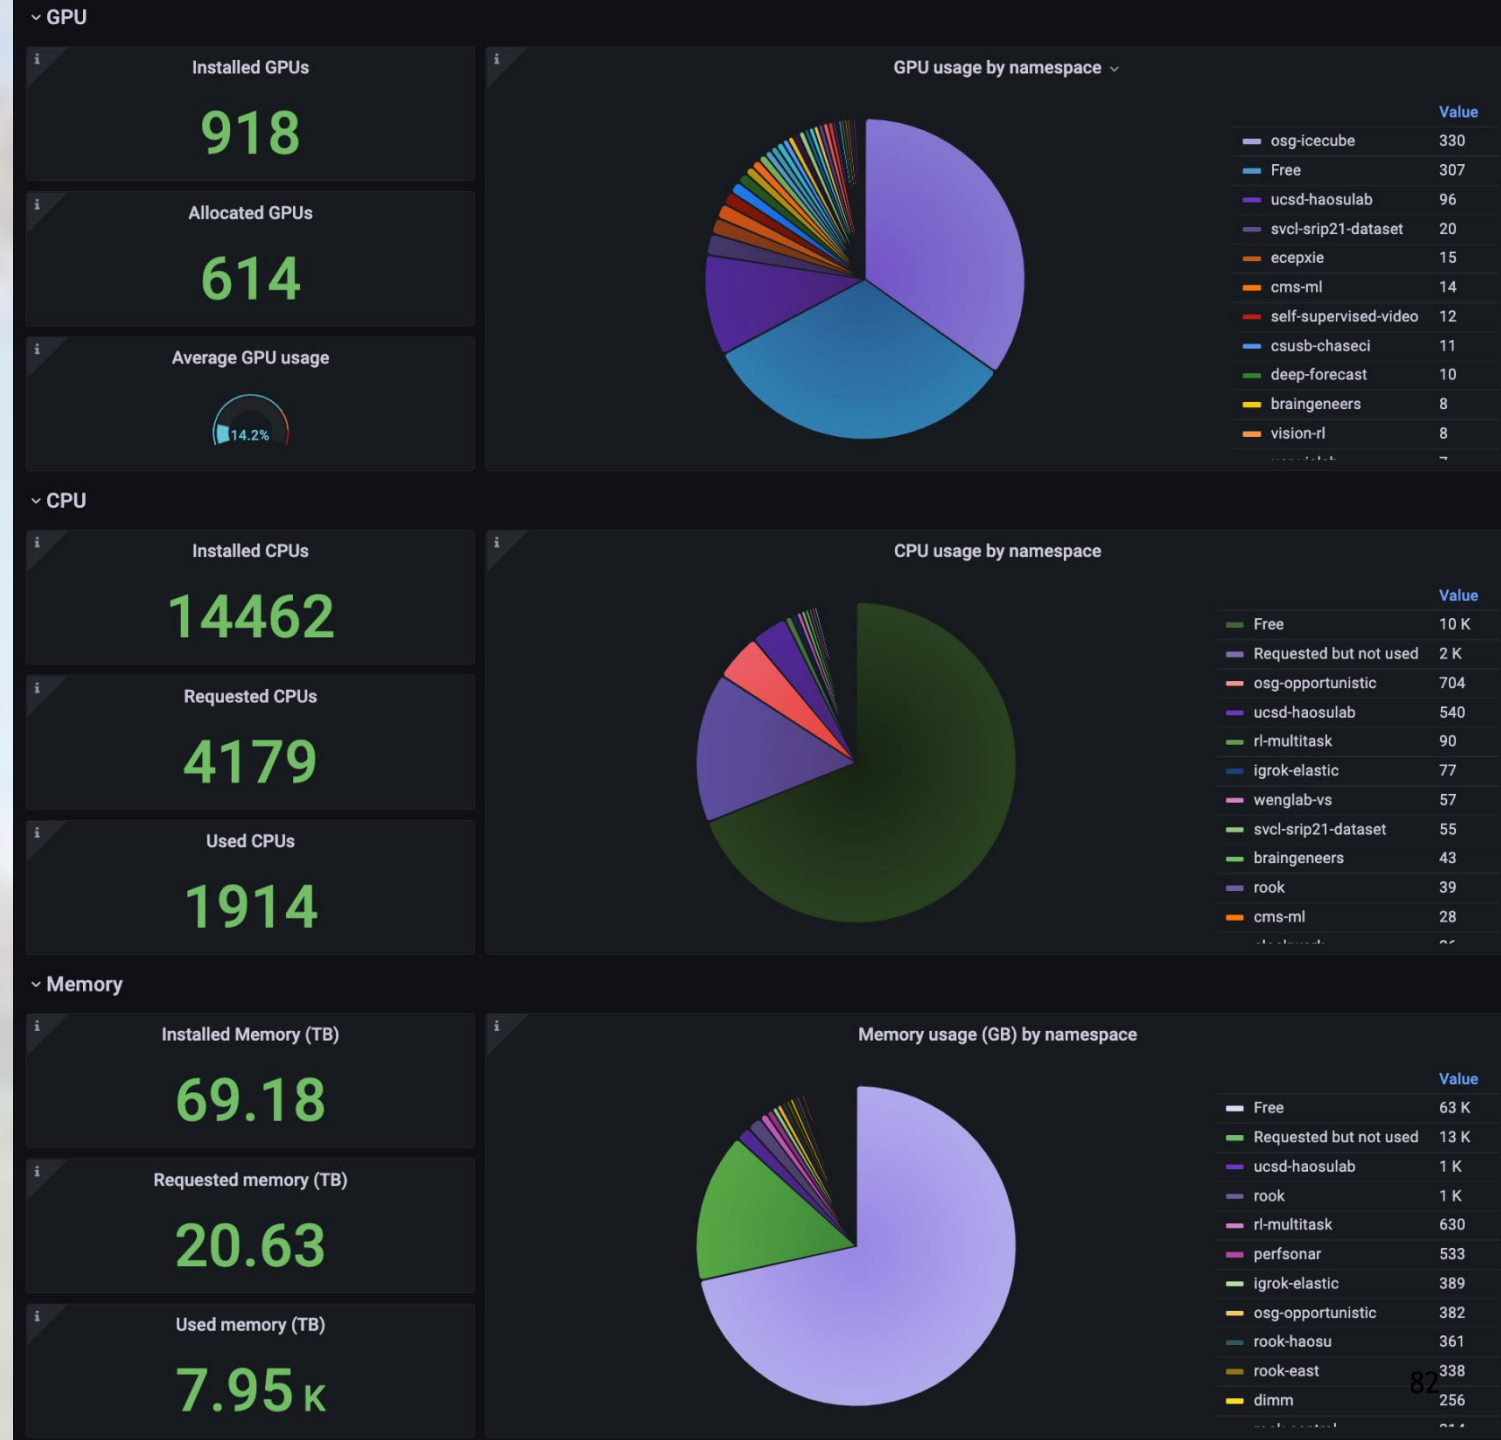 GPU
Installed GPUs
918
Allocated GPUs
614
Average GPU usage
14.2%
GPU usage by namespace
Value
osg-icecube 330
Free 307
ucsd-haosulab 96
svcl-srip21-dataset 20
ecepxie 15
cms-ml 14
self-supervised-video 12
csusb-chaseci 11
deep-forecast 10
braingeneers 8
vision-rl 8
CPU
Installed CPUs
14462
Requested CPUs
4179
Used CPUs
1914
CPU usage by namespace
Value
Free 10 K
Requested but not used 2 K
osg-opportunistic 704
ucsd-haosulab 540
rl-multitask 90
igrok-elastic 77
wenglab-vs 57
svcl-srip21-dataset 55
braingeneers 43
rook 39
cms-ml 28
Memory
Installed Memory (TB)
69.18
Requested memory (TB)
20.63
Used memory (TB)
7.95 K
Memory usage (GB) by namespace
Value
Free 63 K
Requested but not used 13 K
ucsd-haosulab 1 K
rook 1 K
rl-multitask 630
perfsonar 533
igrok-elastic 389
osg-opportunistic 382
rook-haosu 361
rook-east 338
dimm 256
82